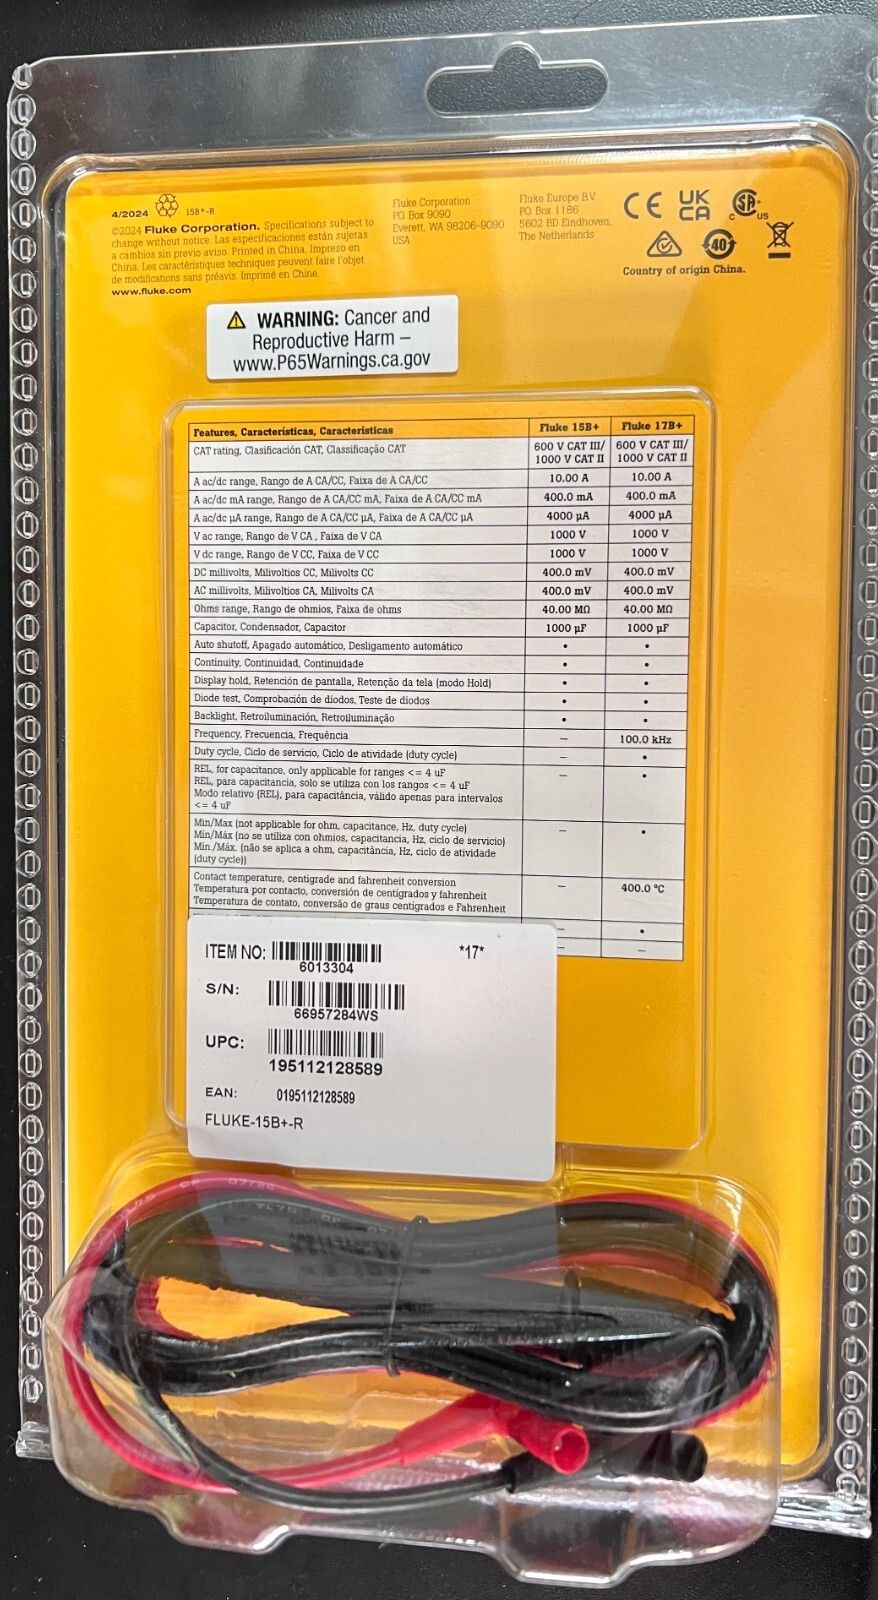 4/2024 15B+-R
©2024 Fluke Corporation. Specifications subject to
change without notice. Las especificaciones están sujetas
a cambios sin previo aviso. Printed in China. Impreso en
China. Les caractéristiques techniques peuvent faire l'objet
de modifications sans préavis. Imprimé en Chine.
www.fluke.com
Fluke Corporation
PO Box 9090
Everett, WA 98206-9090
USA
Fluke Europe B.V.
P.O. Box 1186
5602 BD Eindhoven,
The Netherlands
CE UK CA C SA US
40
Country of origin China.
WARNING: Cancer and
Reproductive Harm –
www.P65Warnings.ca.gov
Features, Características, Características Fluke 15B+ Fluke 17B+
CAT rating, Clasificación CAT, Classificação CAT 600 V CAT III/ 600 V CAT III/
1000 V CAT II 1000 V CAT II
A ac/dc range, Rango de A CA/CC, Faixa de A CA/CC 10.00 A 10.00 A
A ac/dc mA range, Rango de A CA/CC mA, Faixa de A CA/CC mA 400.0 mA 400.0 mA
A ac/dc µA range, Rango de A CA/CC µA, Faixa de A CA/CC µA 4000 µA 4000 µA
V ac range, Rango de V CA , Faixa de V CA 1000 V 1000 V
V dc range, Rango de V CC, Faixa de V CC 1000 V 1000 V
DC millivolts, Milivoltios CC, Milivolts CC 400.0 mV 400.0 mV
AC millivolts, Milivoltios CA, Milivolts CA 400.0 mV 400.0 mV
Ohms range, Rango de ohmios, Faixa de ohms 40.00 MΩ 40.00 MΩ
Capacitor, Condensador, Capacitor 1000 µF 1000 µF
Auto shutoff, Apagado automático, Desligamento automático • •
Continuity, Continuidad, Continuidade • •
Display hold, Retención de pantalla, Retenção da tela (modo Hold) • •
Diode test, Comprobación de diodos, Teste de diodos • •
Backlight, Retroiluminación, Retroiluminação • •
Frequency, Frecuencia, Frequência – 100.0 kHz
Duty cycle, Ciclo de servicio, Ciclo de atividade (duty cycle) – •
REL, for capacitance, only applicable for ranges <= 4 uF – •
REL, para capacitancia, solo se utiliza con los rangos <= 4 uF
Modo relativo (REL), para capacitância, válido apenas para intervalos
<= 4 uF
Min/Max (not applicable for ohm, capacitance, Hz, duty cycle) – •
Mín/Máx (no se utiliza con ohmios, capacitancia, Hz, ciclo de servicio)
Mín./Máx. (não se aplica a ohm, capacitância, Hz, ciclo de atividade
(duty cycle))
Contact temperature, centigrade and fahrenheit conversion – 400.0 °C
Temperatura por contacto, conversión de centigrados y fahrenheit
Temperatura de contato, conversão de graus centígrados e Fahrenheit
– •
– –
ITEM NO: *17*
6013304
S/N:
66957284WS
UPC:
195112128589
EAN: 0195112128589
FLUKE-15B+-R
07/24
TL75